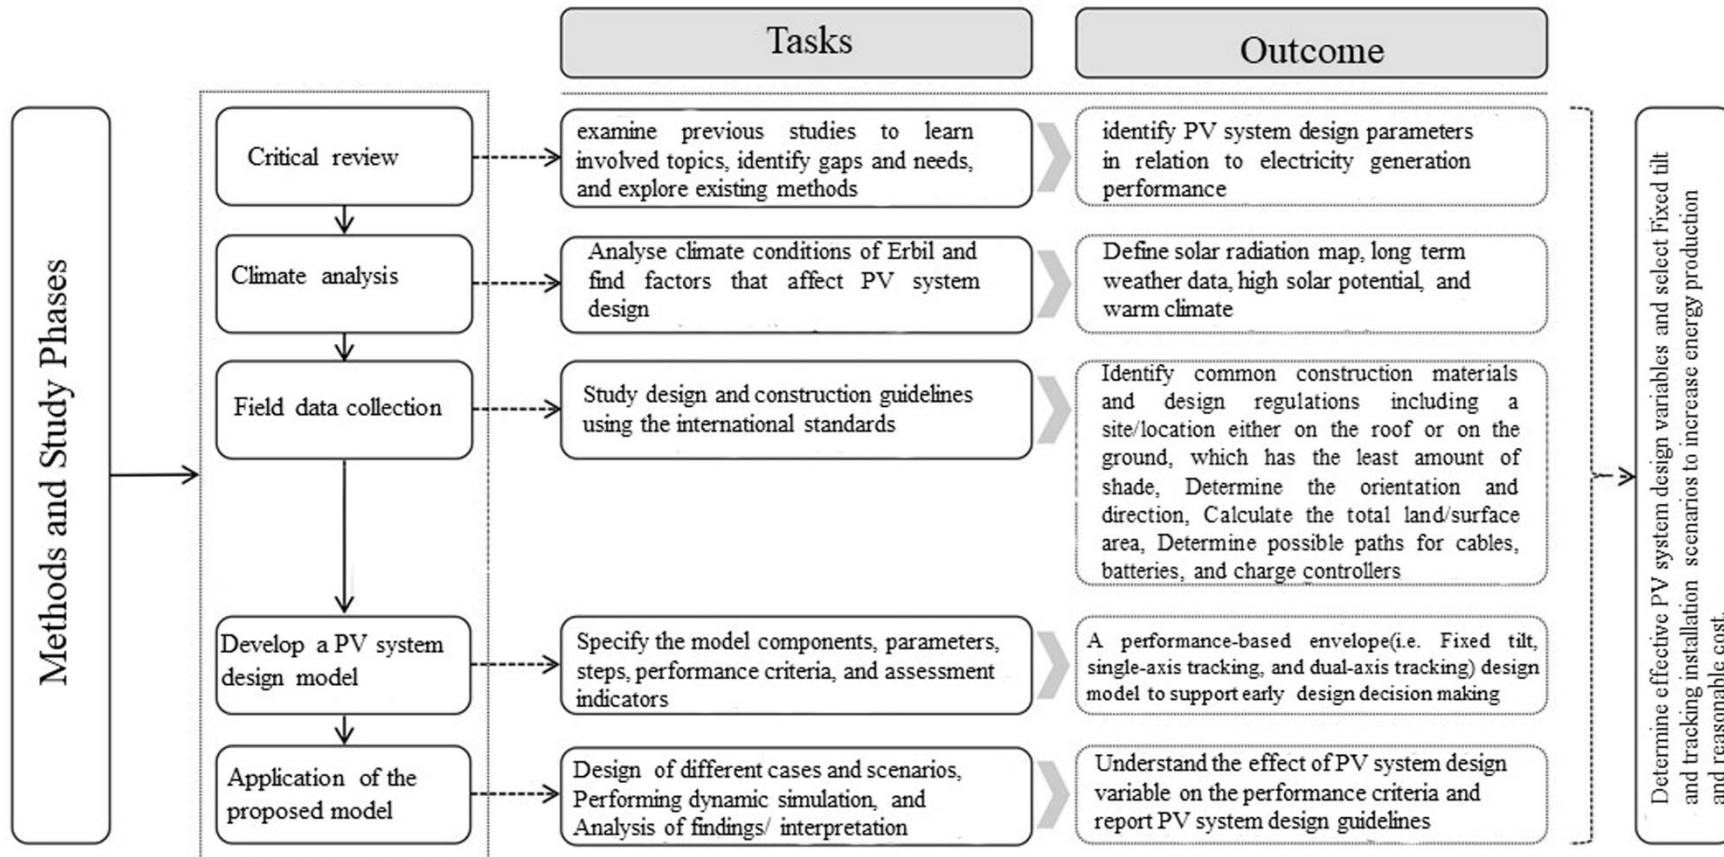 Tasks
Outcome
Methods and Study Phases
Critical review
examine previous studies to learn
involved topics, identify gaps and needs,
and explore existing methods
identify PV system design parameters
in relation to electricity generation
performance
Climate analysis
Analyse climate conditions of Erbil and
find factors that affect PV system
design
Define solar radiation map, long term
weather data, high solar potential, and
warm climate
Field data collection
Study design and construction guidelines
using the international standards
Identify common construction materials
and design regulations including a
site/location either on the roof or on the
ground, which has the least amount of
shade, Determine the orientation and
direction, Calculate the total land/surface
area, Determine possible paths for cables,
batteries, and charge controllers
Develop a PV system
design model
Specify the model components, parameters,
steps, performance criteria, and assessment
indicators
A performance-based envelope(i.e. Fixed tilt,
single-axis tracking, and dual-axis tracking) design
model to support early design decision making
Application of the
proposed model
Design of different cases and scenarios,
Performing dynamic simulation, and
Analysis of findings/ interpretation
Understand the effect of PV system design
variable on the performance criteria and
report PV system design guidelines
Determine effective PV system design variables and select Fixed tilt
and tracking installation scenarios to increase energy production
and reasonable cost.